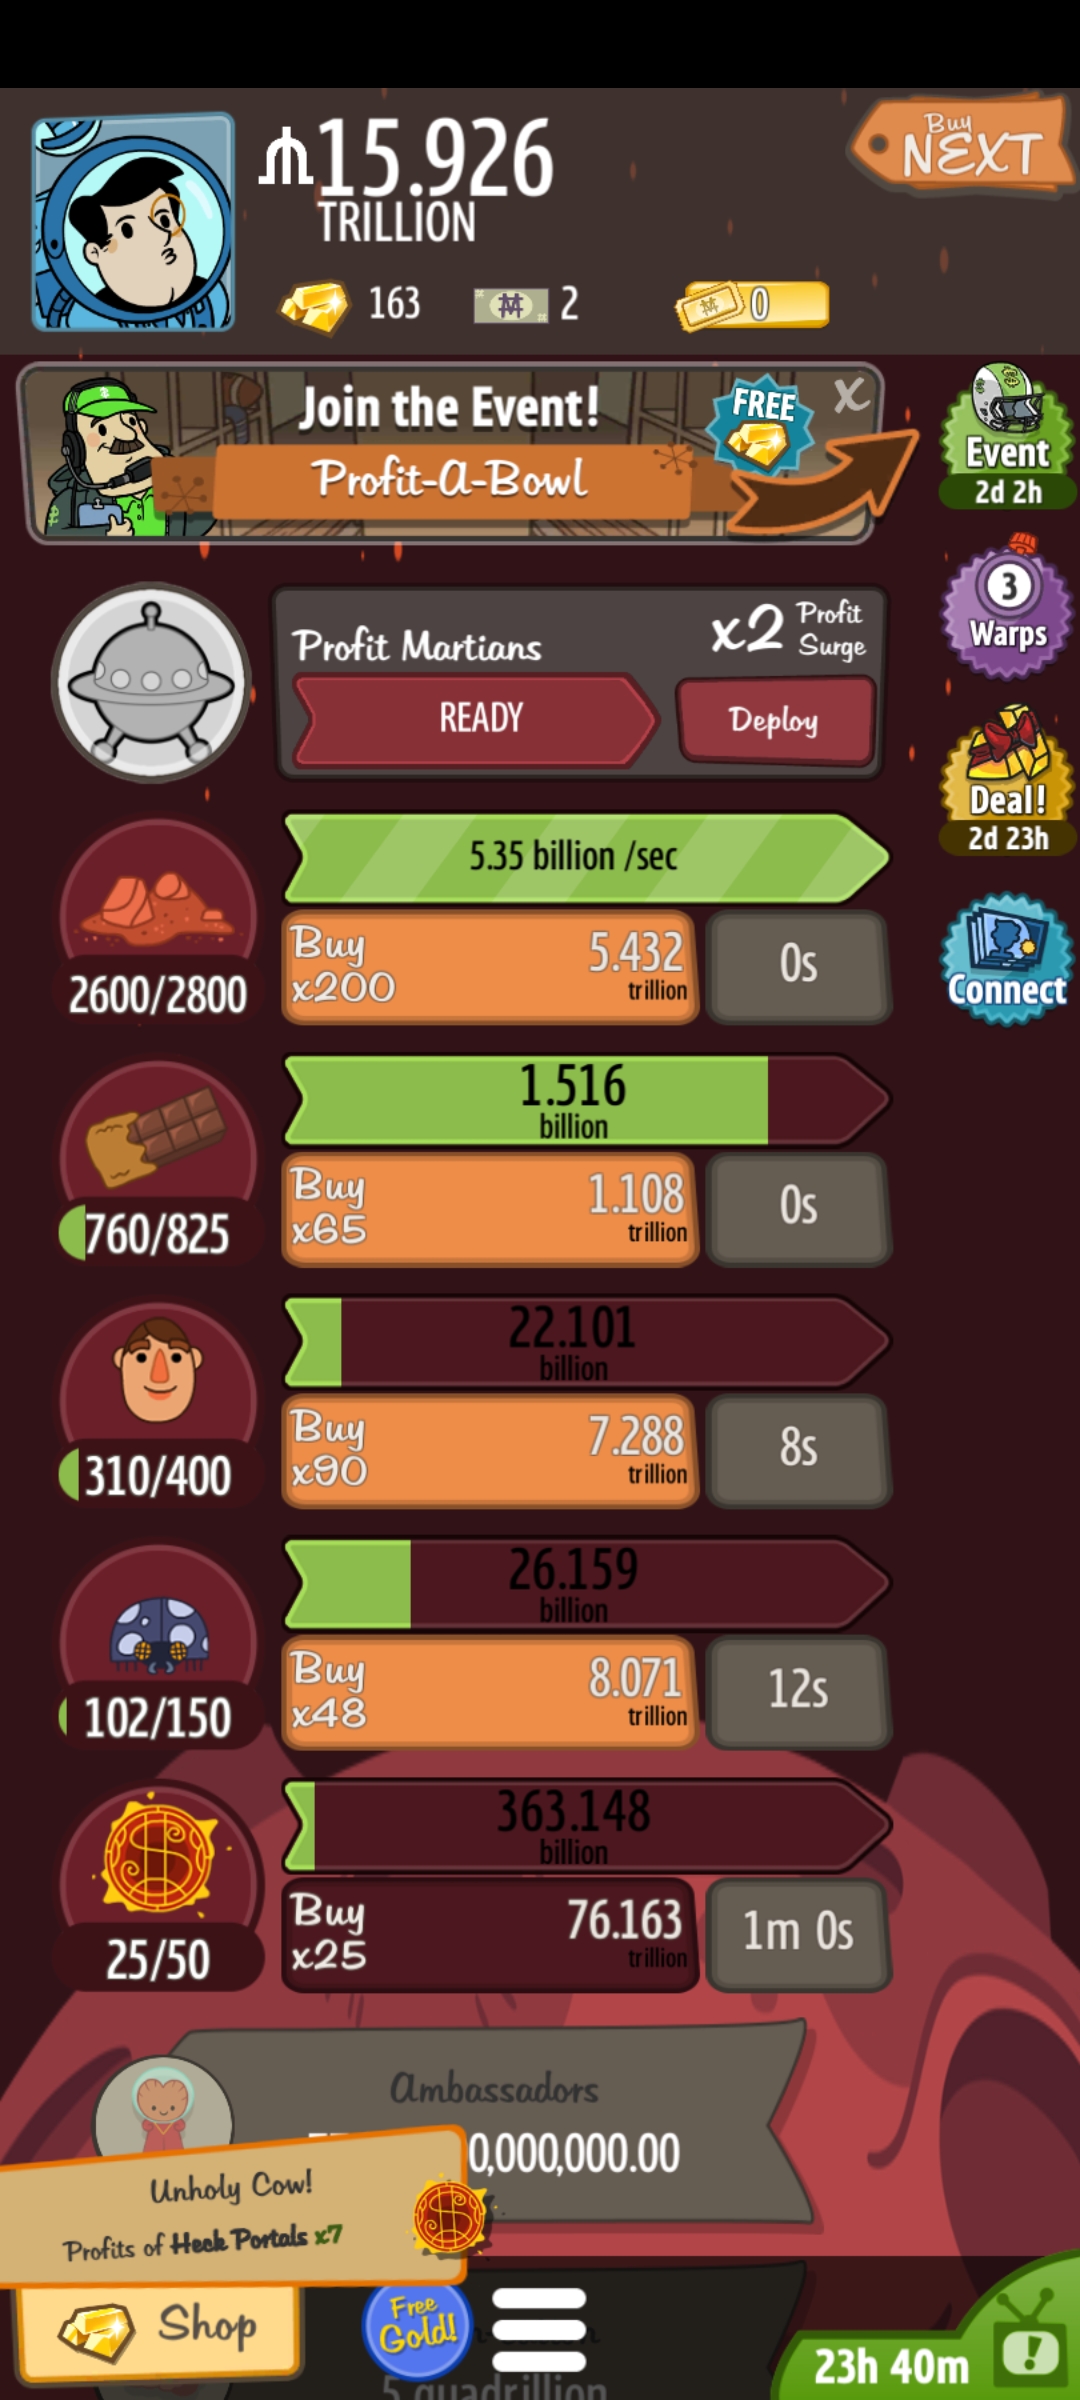 15.926
TRILLION
Buy
NEXT
163
2
0
Join the Event!
Profit-A-Bowl
FREE
X
Event
2d 2h
3
Warps
Deal!
2d 23h
Connect
Profit Martians
x2 Profit Surge
READY
Deploy
5.35 billion /sec
Buy x200
5.432 trillion
0s
2600/2800
1.516
billion
Buy x65
1.108 trillion
0s
760/825
22.101
billion
Buy x90
7.288 trillion
8s
310/400
26.159
billion
Buy x48
8.071 trillion
12s
102/150
363.148
billion
Buy x25
76.163 trillion
1m 0s
25/50
Ambassadors
0,000,000.00
Unholy Cow!
Profits of Heck Portals x7
Shop
Free Gold!
5 quadrillion
23h 40m